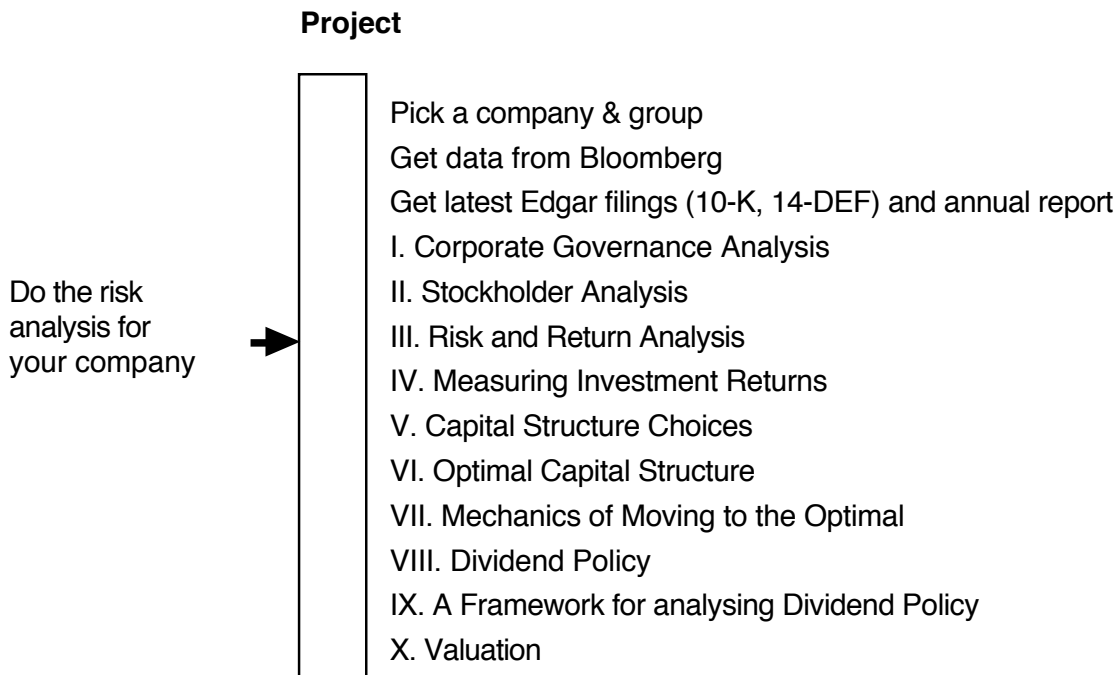 Project
Pick a company & group
Get data from Bloomberg
Get latest Edgar filings (10-K, 14-DEF) and annual report
I. Corporate Governance Analysis
II. Stockholder Analysis
III. Risk and Return Analysis
IV. Measuring Investment Returns
V. Capital Structure Choices
VI. Optimal Capital Structure
VII. Mechanics of Moving to the Optimal
VIII. Dividend Policy
IX. A Framework for analysing Dividend Policy
X. Valuation
Do the risk
analysis for
your company